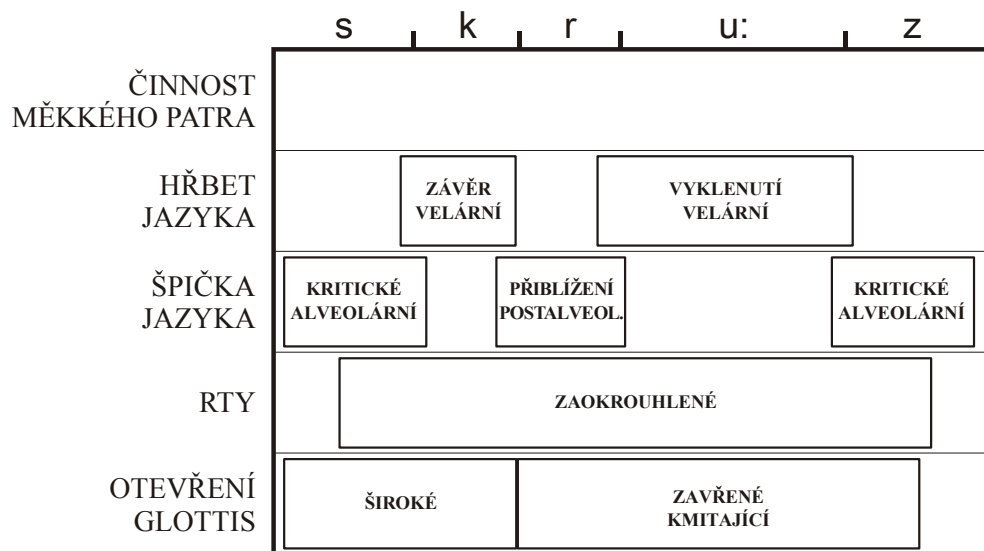 s k r u: z
ČINNOST
MĚKKÉHO PATRA
HŘBET
JAZYKA
ZÁVĚR
VELÁRNÍ
VYKLENUTÍ
VELÁRNÍ
ŠPIČKA
JAZYKA
KRITICKÉ
ALVEOLÁRNÍ
PŘIBLÍŽENÍ
POSTALVEOL.
KRITICKÉ
ALVEOLÁRNÍ
RTY
ZAOKROUHLENÉ
OTEVŘENÍ
GLOTTIS
ŠIROKÉ
ZAVŘENÉ
KMITAJÍCÍ